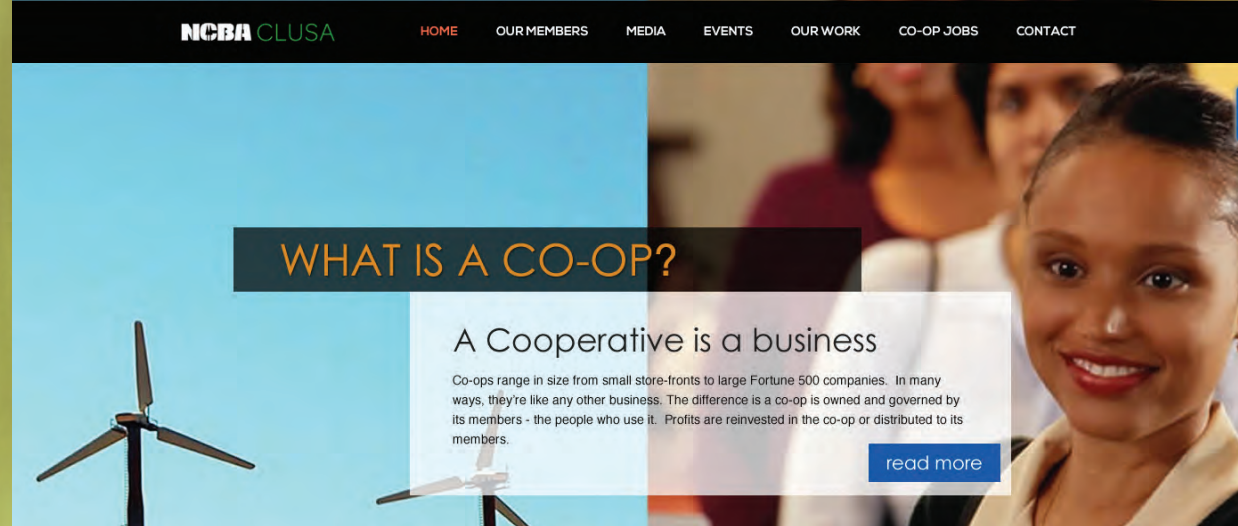 NCBA CLUSA
HOME OUR MEMBERS MEDIA EVENTS OUR WORK CO-OP JOBS CONTACT
WHAT IS A CO-OP?
A Cooperative is a business
Co-ops range in size from small store-fronts to large Fortune 500 companies. In many
ways, they're like any other business. The difference is a co-op is owned and governed by
its members - the people who use it. Profits are reinvested in the co-op or distributed to its
members.
read more